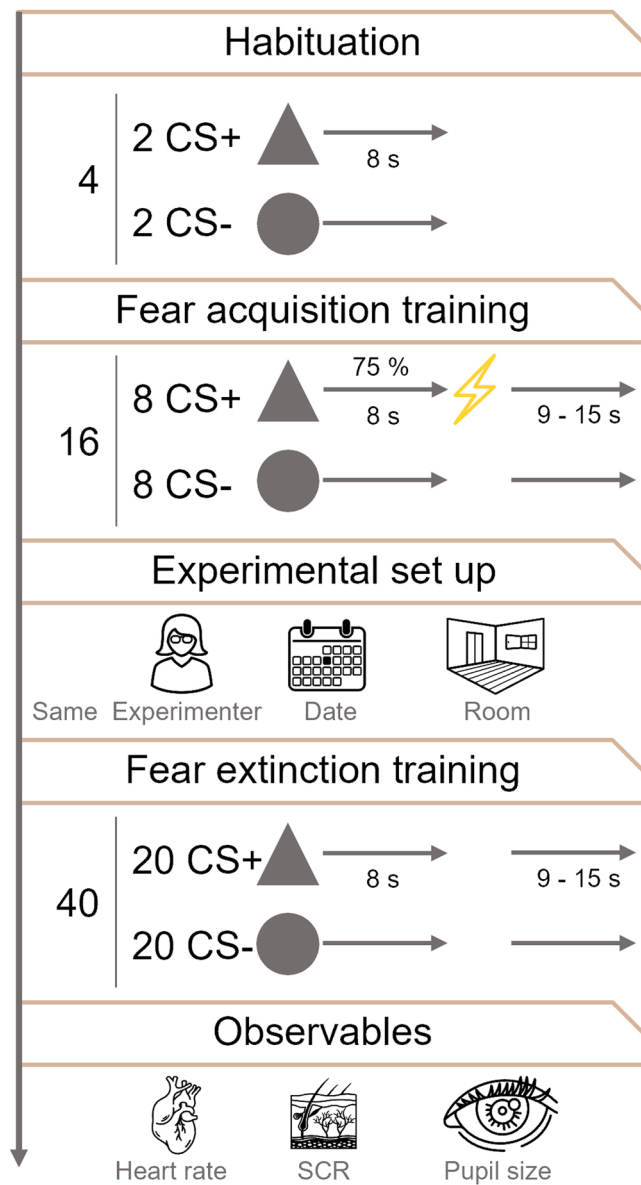 Habituation
2 CS+
8 s
4
2 CS-
Fear acquisition training
75 %
8 CS+
8 s
9 - 15 s
16
8 CS-
Experimental set up
Same Experimenter Date Room
Fear extinction training
20 CS+
8 s 9 - 15 s
40
20 CS-
Observables
Heart rate SCR Pupil size